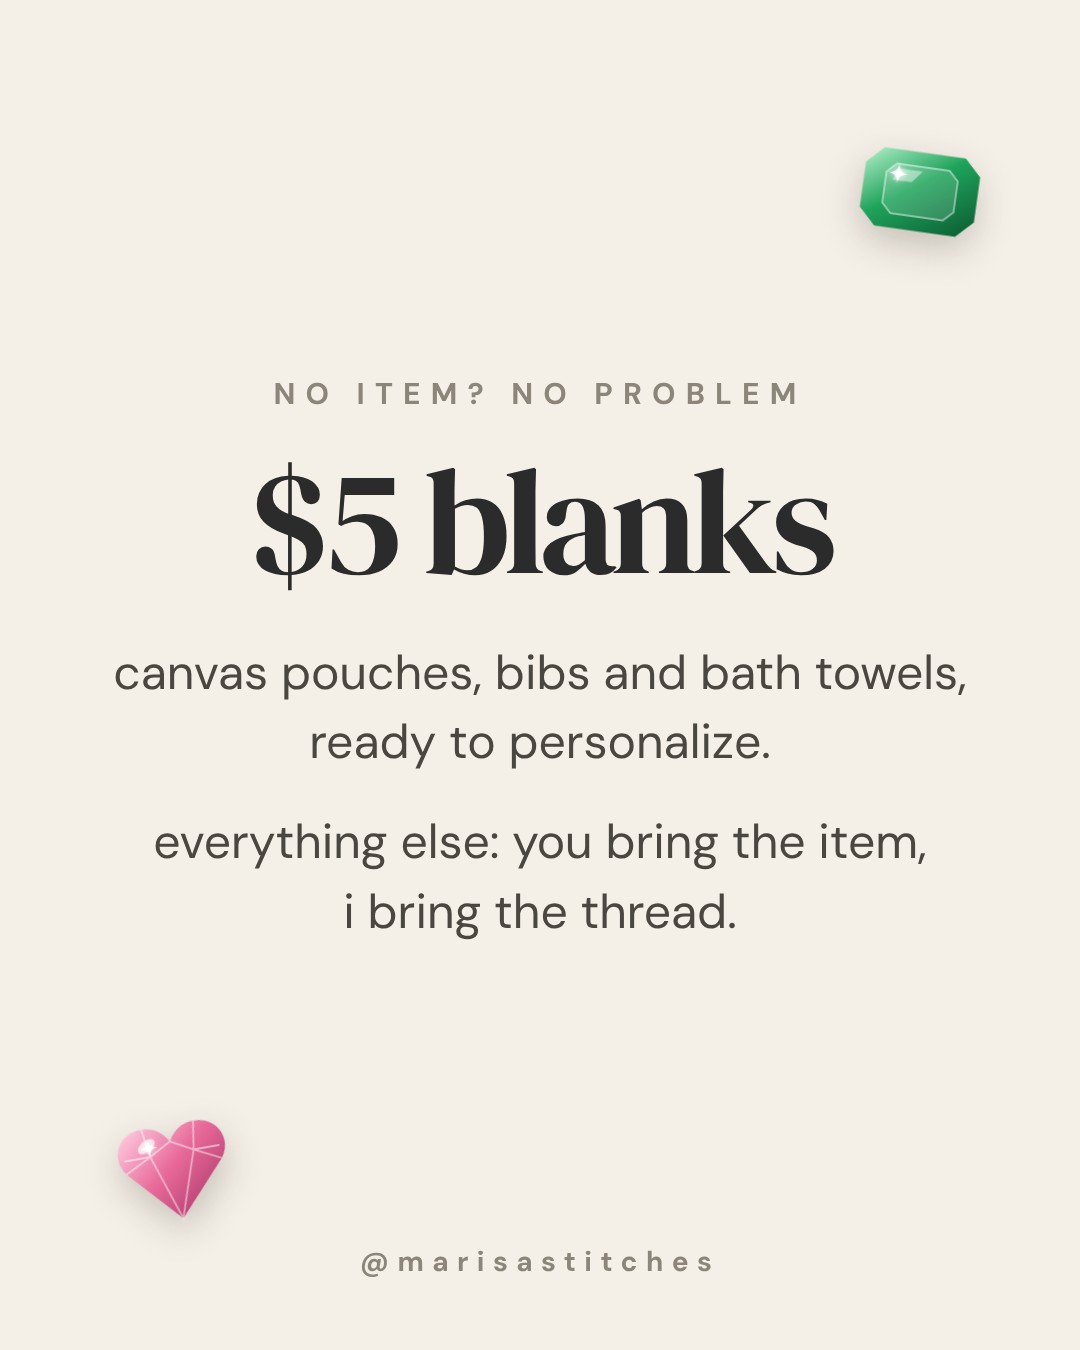 NO ITEM? NO PROBLEM
$5 blanks
canvas pouches, bibs and bath towels,
ready to personalize.
everything else: you bring the item,
i bring the thread.
@marisastitches